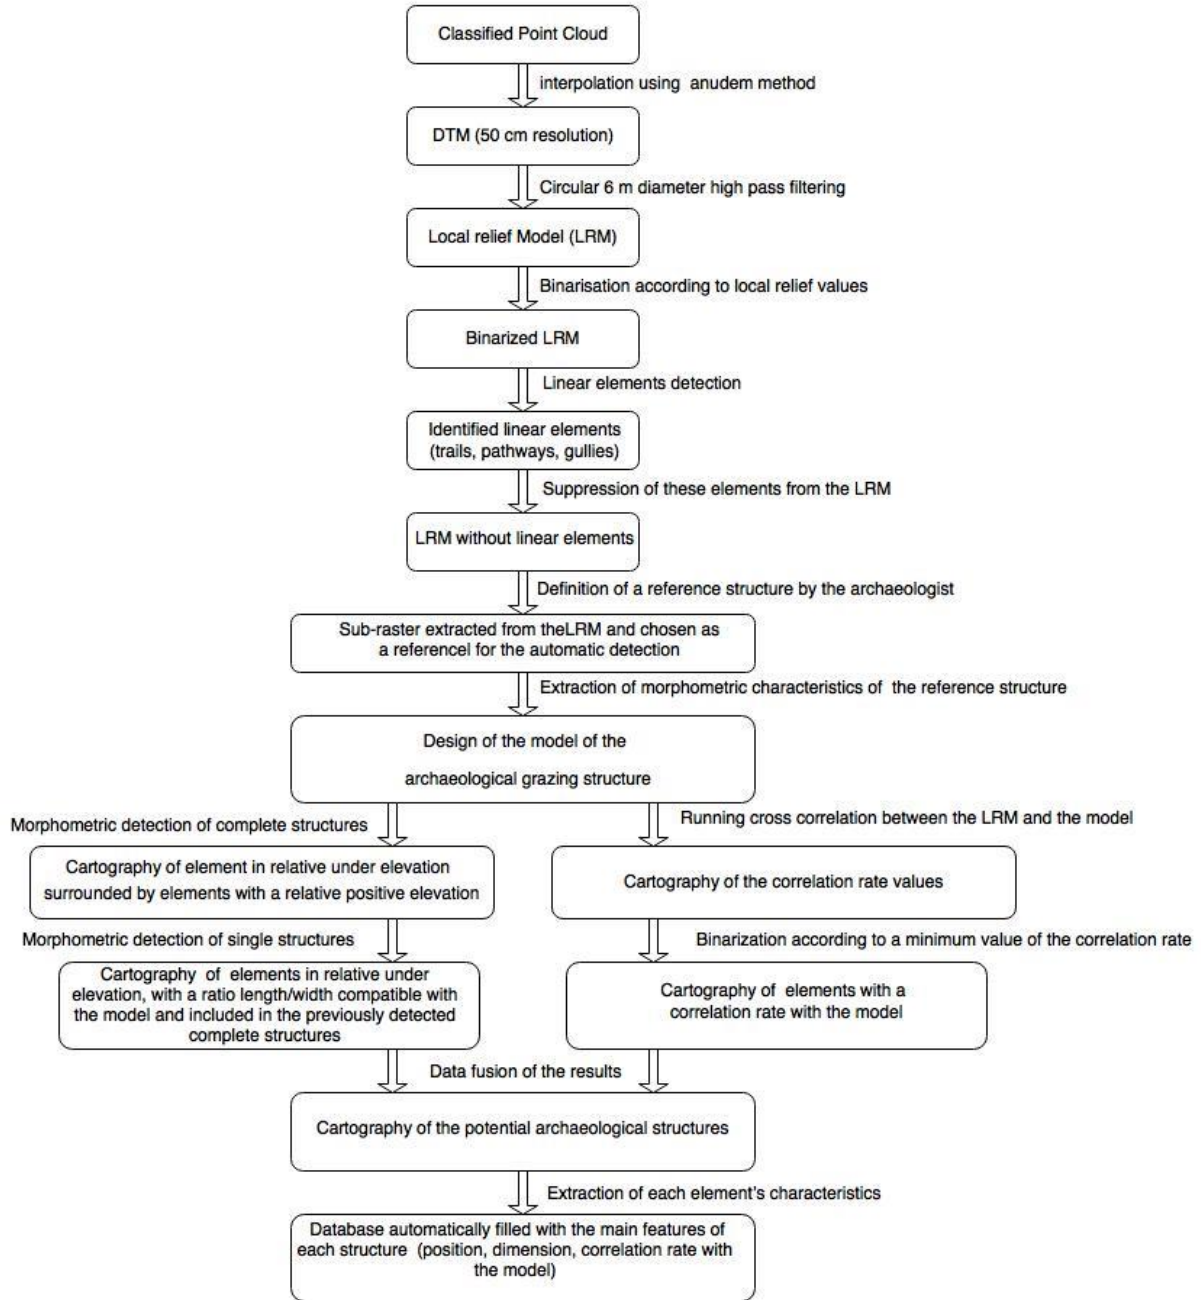 Classified Point Cloud
interpolation using anudem method
DTM (50 cm resolution)
Circular 6 m diameter high pass filtering
Local relief Model (LRM)
Binarisation according to local relief values
Binarized LRM
Linear elements detection
Identified linear elements
(trails, pathways, gullies)
Suppression of these elements from the LRM
LRM without linear elements
Definition of a reference structure by the archaeologist
Sub-raster extracted from theLRM and chosen as
a referencel for the automatic detection
Extraction of morphometric characteristics of the reference structure
Design of the model of the
archaeological grazing structure
Morphometric detection of complete structures
Running cross correlation between the LRM and the model
Cartography of element in relative under elevation
surrounded by elements with a relative positive elevation
Cartography of the correlation rate values
Morphometric detection of single structures
Binarization according to a minimum value of the correlation rate
Cartography of elements in relative under
elevation, with a ratio length/width compatible with
the model and included in the previously detected
complete structures
Cartography of elements with a
correlation rate with the model
Data fusion of the results
Cartography of the potential archaeological structures
Extraction of each element's characteristics
Database automatically filled with the main features of
each structure (position, dimension, correlation rate with
the model)